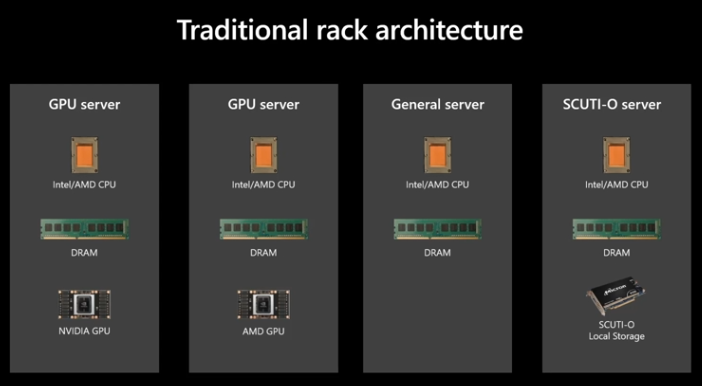 Traditional rack architecture
GPU server
Intel/AMD CPU
DRAM
NVIDIA GPU
GPU server
Intel/AMD CPU
DRAM
AMD GPU
General server
Intel/AMD CPU
DRAM
SCUTI-O server
Intel/AMD CPU
DRAM
Micron
SCUTI-O
Local Storage